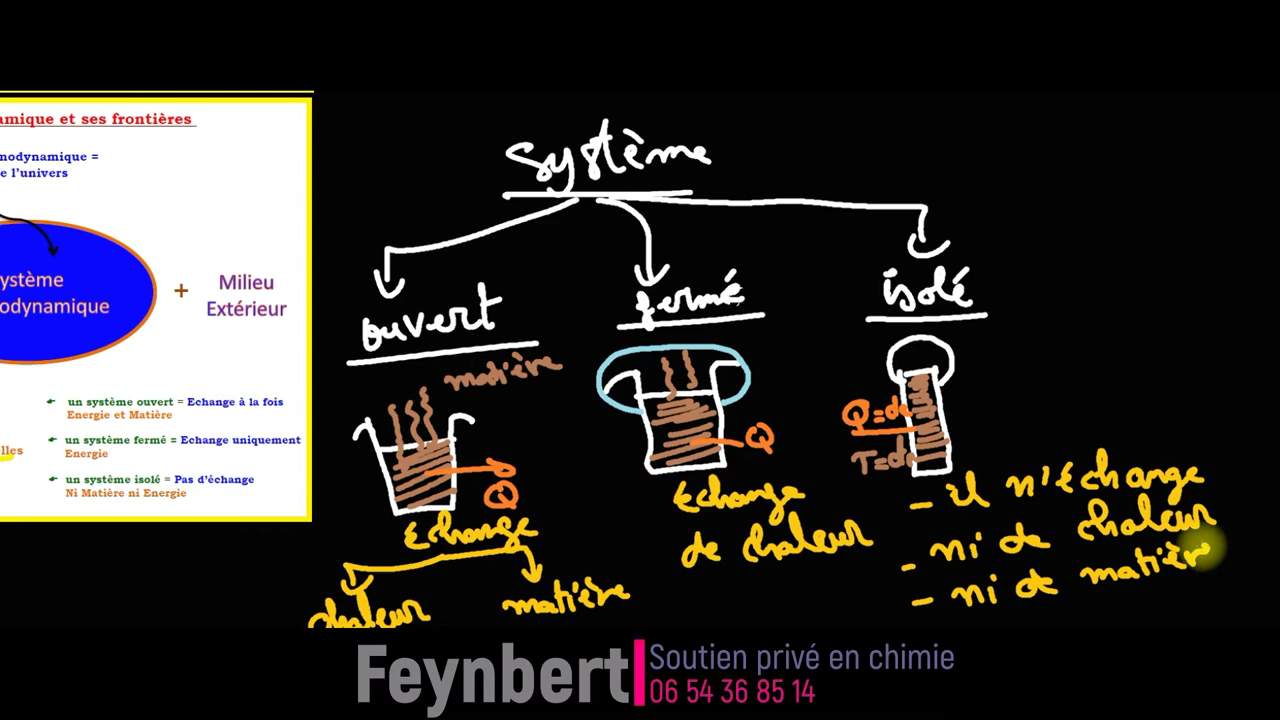 amique et ses frontières
modynamique =
e l'univers
ystème
odynamique
+
Milieu
Extérieur
un système ouvert = Echange à la fois
Energie et Matière
un système fermé = Echange uniquement
Energie
lles
un système isolé = Pas d'échange
Ni Matière ni Energie
Système
ouvert
fermé
isolé
matière
Q
Echange
chaleur
matière
Q
Echange
de chaleur
Q=de
T=de
- il n'Echange
- ni de chaleur
- ni de matière
Feynbert
Soutien privé en chimie
06 54 36 85 14